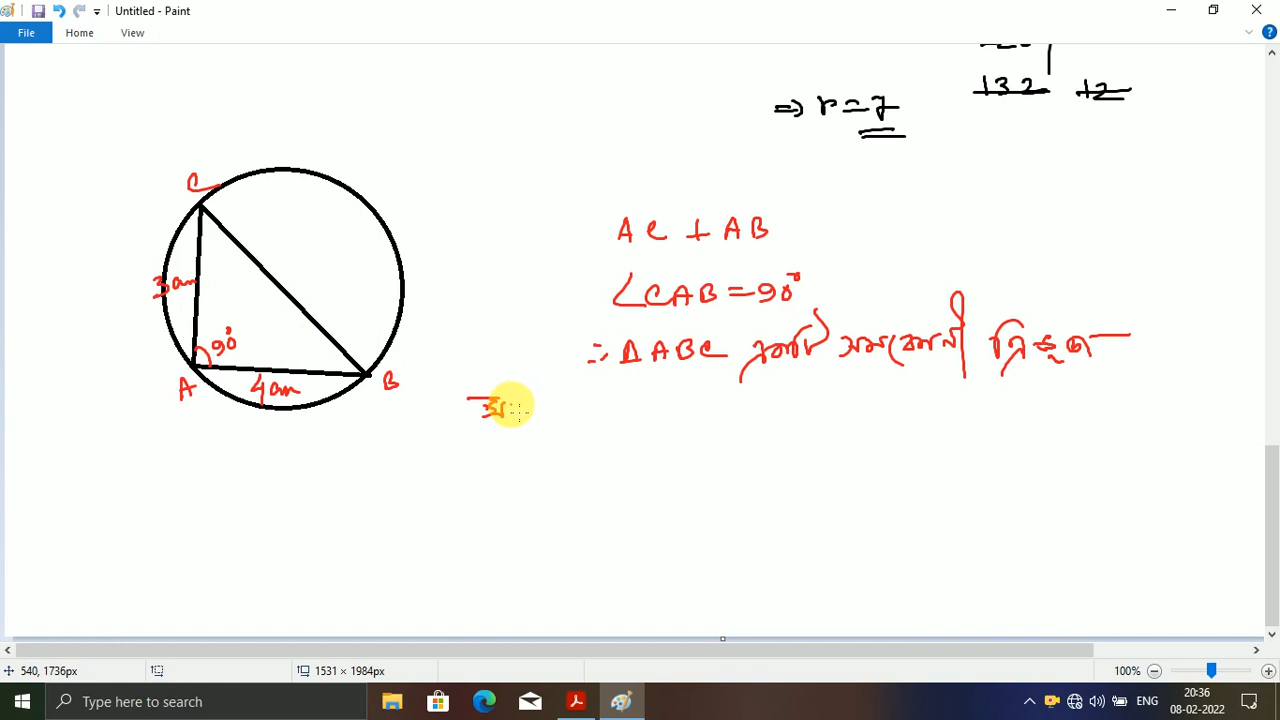 Untitled - Paint
File Home View
132 12
⇒ r = 7
C
AC ⊥ AB
3cm
∠CAB = 90°
90°
∴ ΔABC একটি সমকোণী ত্রিভুজ
A 4cm B
540, 1736px 1531 × 1984px 100%
Type here to search ENG 20:36
08-02-2022